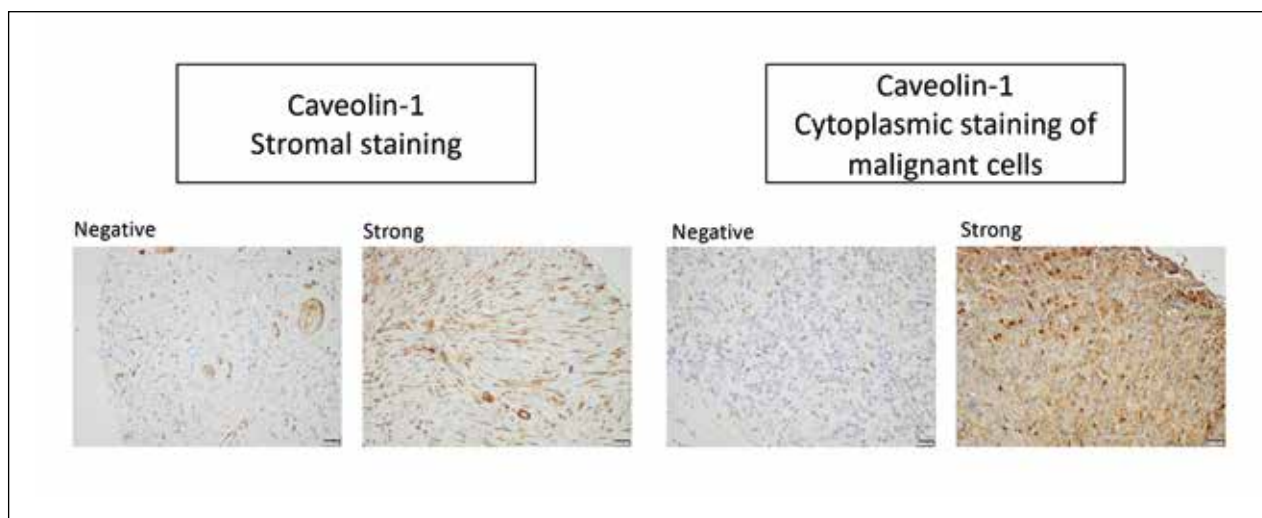 Caveolin-1
Stromal staining
Caveolin-1
Cytoplasmic staining of
malignant cells
Negative
Strong
Negative
Strong